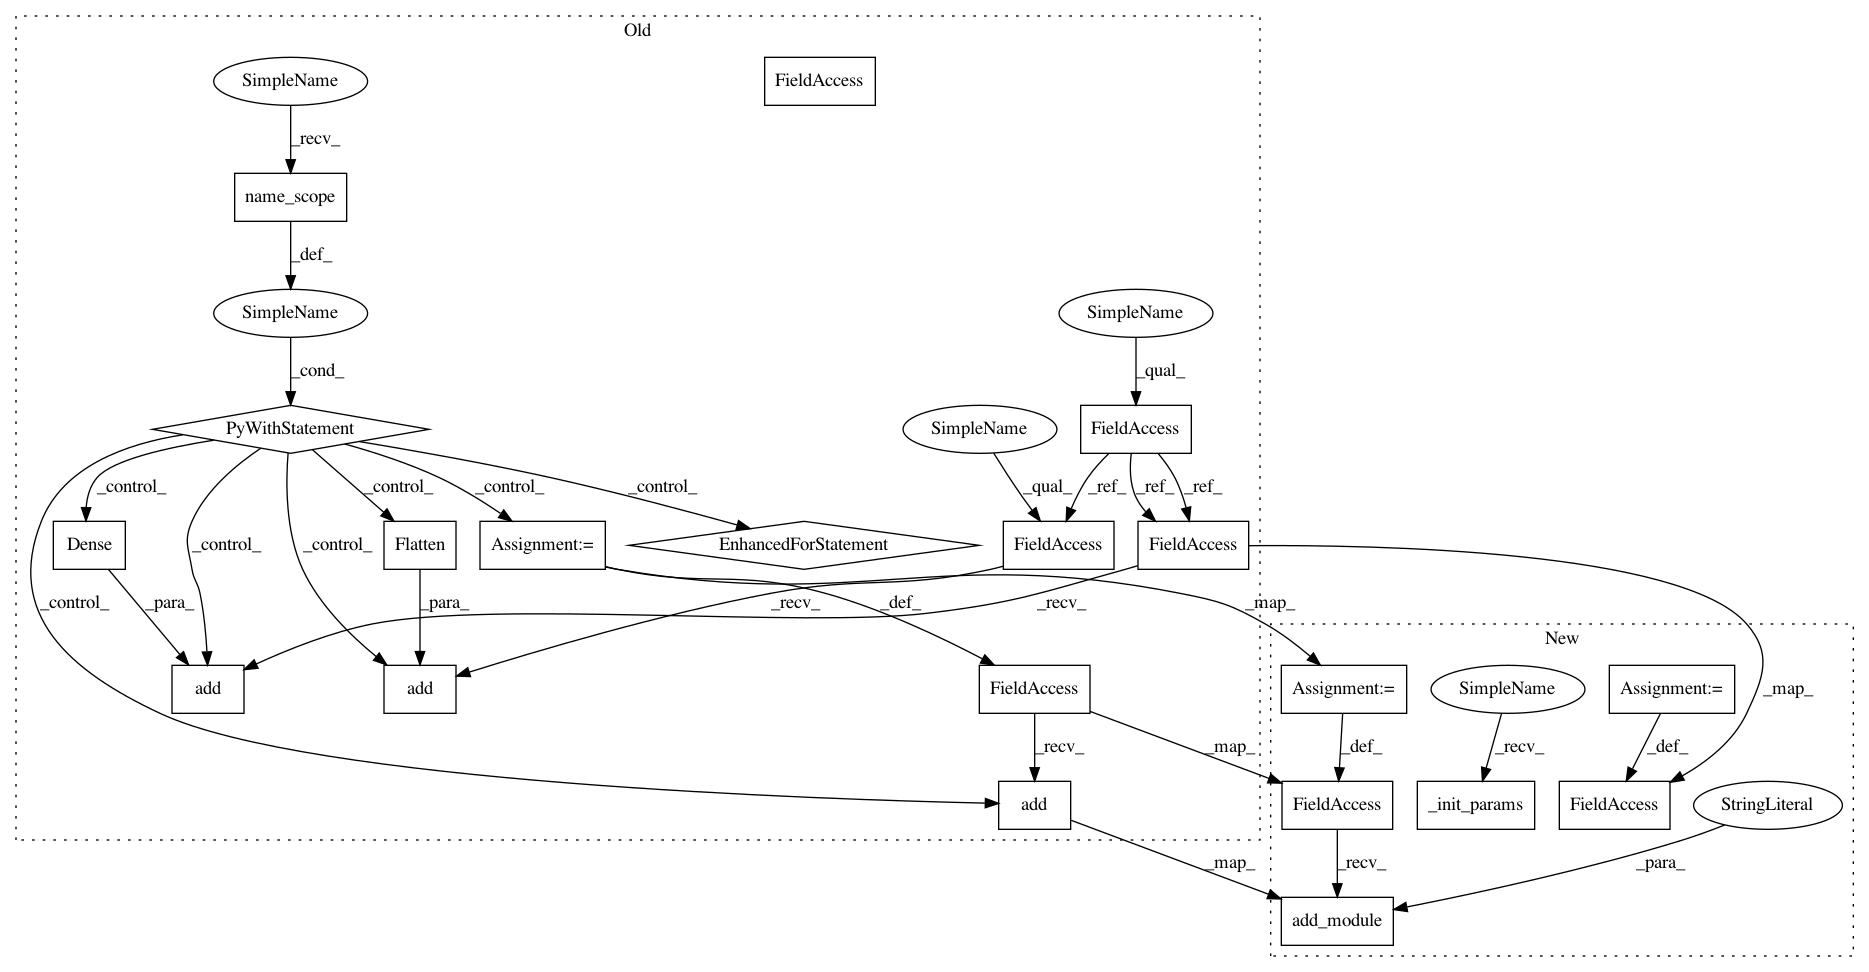 Old
SimpleName
FieldAccess
_recv_
name_scope
_def_
SimpleName
SimpleName
_cond_
_qual_
PyWithStatement
SimpleName
FieldAccess
_control_
_control_
_control_
_control_
_qual_
_ref_
_ref_
_ref_
Dense
_control_
_control_
Flatten
Assignment:=
EnhancedForStatement
FieldAccess
FieldAccess
_control_
_para_
_para_
_recv_
_def_
_recv_
_map_
New
add
add
FieldAccess
Assignment:=
SimpleName
Assignment:=
_map_
_recv_
_map_
_def_
_recv_
_def_
add
FieldAccess
_init_params
FieldAccess
StringLiteral
_map_
_recv_
_para_
add_module